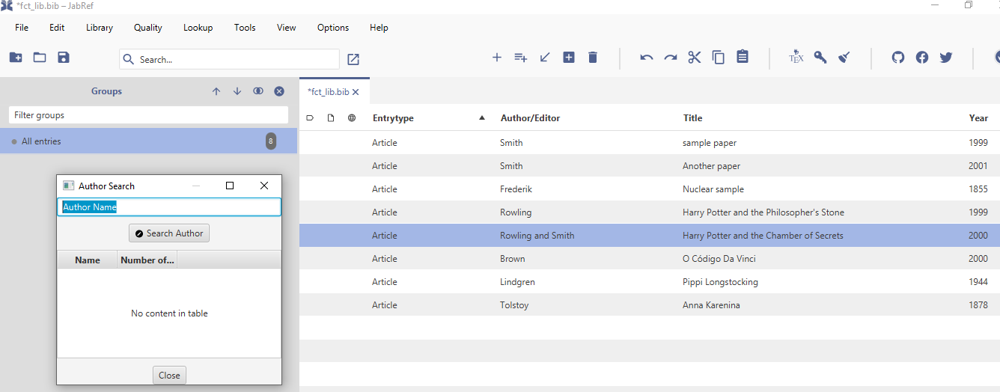 *fct_lib.bib – JabRef
File Edit Library Quality Lookup Tools View Options Help
Search...
TEX
Groups
*fct_lib.bib
Filter groups
Entrytype Author/Editor Title Year
All entries 8
Article Smith sample paper 1999
Article Smith Another paper 2001
Article Frederik Nuclear sample 1855
Article Rowling Harry Potter and the Philosopher's Stone 1999
Article Rowling and Smith Harry Potter and the Chamber of Secrets 2000
Article Brown O Código Da Vinci 2000
Article Lindgren Pippi Longstocking 1944
Article Tolstoy Anna Karenina 1878
Author Search
Author Name
Search Author
Name Number of...
No content in table
Close